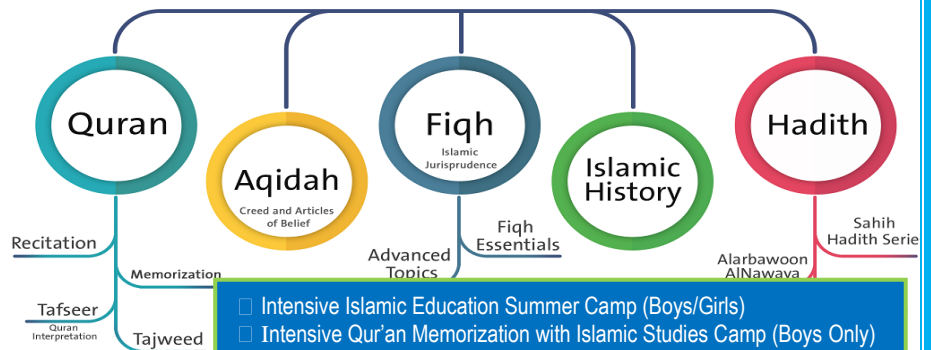 Quran
Aqidah
Creed and Articles
of Belief
Fiqh
Islamic
Jurisprudence
Islamic
History
Hadith
Recitation
Memorization
Tafseer
Quran
Interpretation
Tajweed
Advanced
Topics
Fiqh
Essentials
Alarbawoon
AlNawaya
Sahih
Hadith Serie
Intensive Islamic Education Summer Camp (Boys/Girls)
Intensive Qur’an Memorization with Islamic Studies Camp (Boys Only)